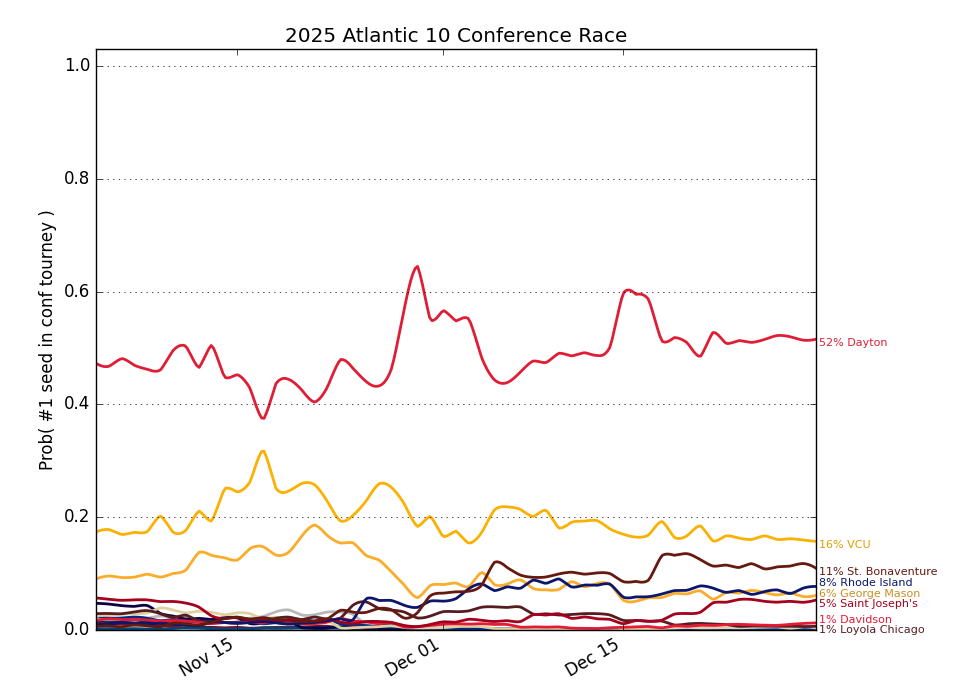 2025 Atlantic 10 Conference Race
Prob( #1 seed in conf tourney )
1.0
0.8
0.6
0.4
0.2
0.0
Nov 15
Dec 01
Dec 15
52% Dayton
16% VCU
11% St. Bonaventure
8% Rhode Island
6% George Mason
5% Saint Joseph's
1% Davidson
1% Loyola Chicago